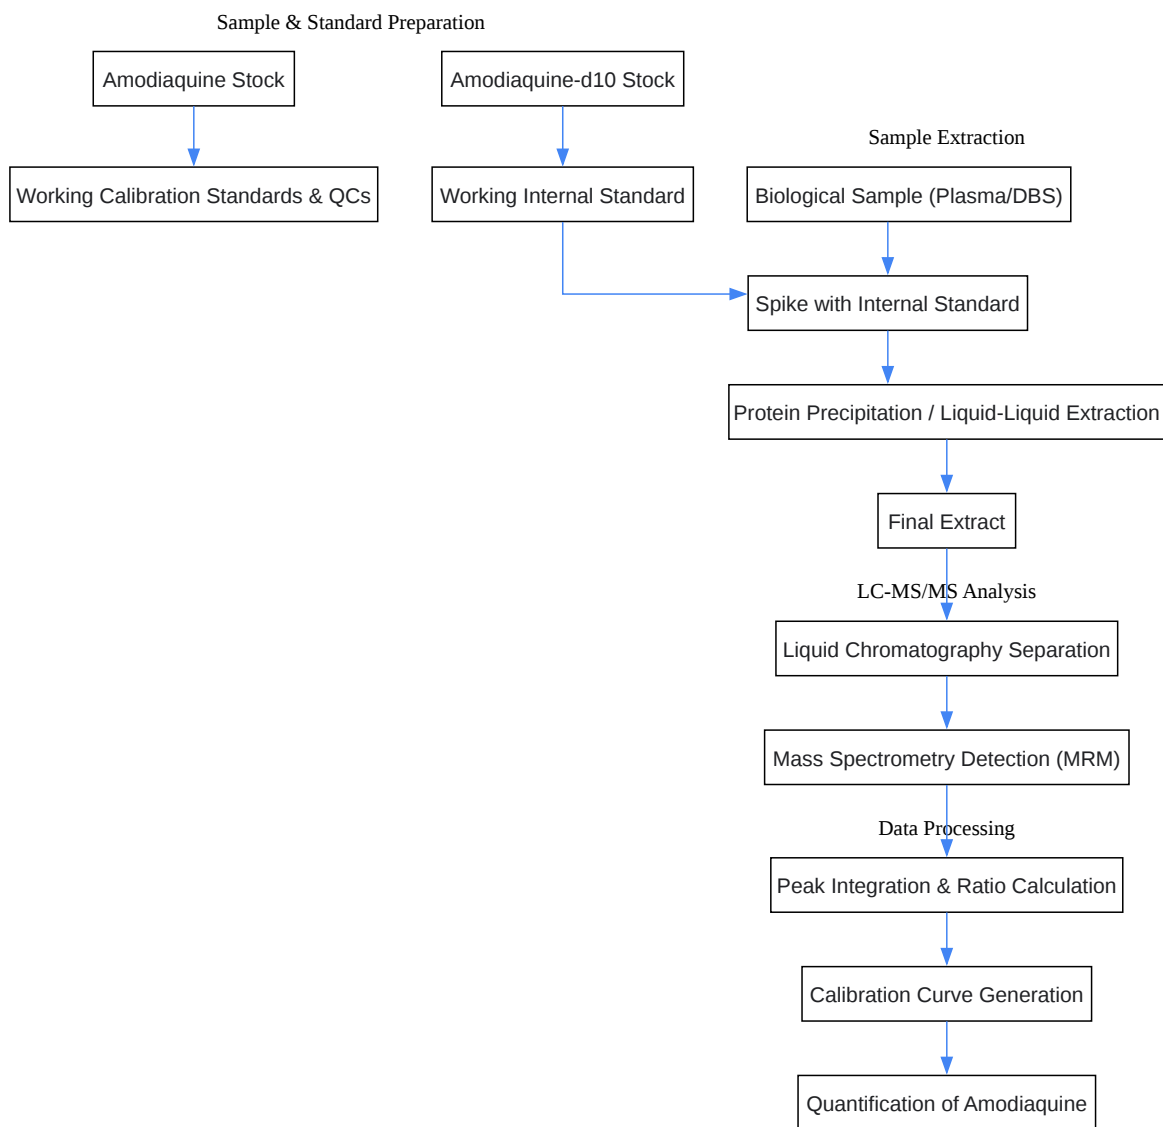 Sample & Standard Preparation
Amodiaquine Stock
Amodiaquine-d10 Stock
Sample Extraction
Working Calibration Standards & QCs
Working Internal Standard
Biological Sample (Plasma/DBS)
Spike with Internal Standard
Protein Precipitation / Liquid-Liquid Extraction
Final Extract
LC-MS/MS Analysis
Liquid Chromatography Separation
Mass Spectrometry Detection (MRM)
Data Processing
Peak Integration & Ratio Calculation
Calibration Curve Generation
Quantification of Amodiaquine